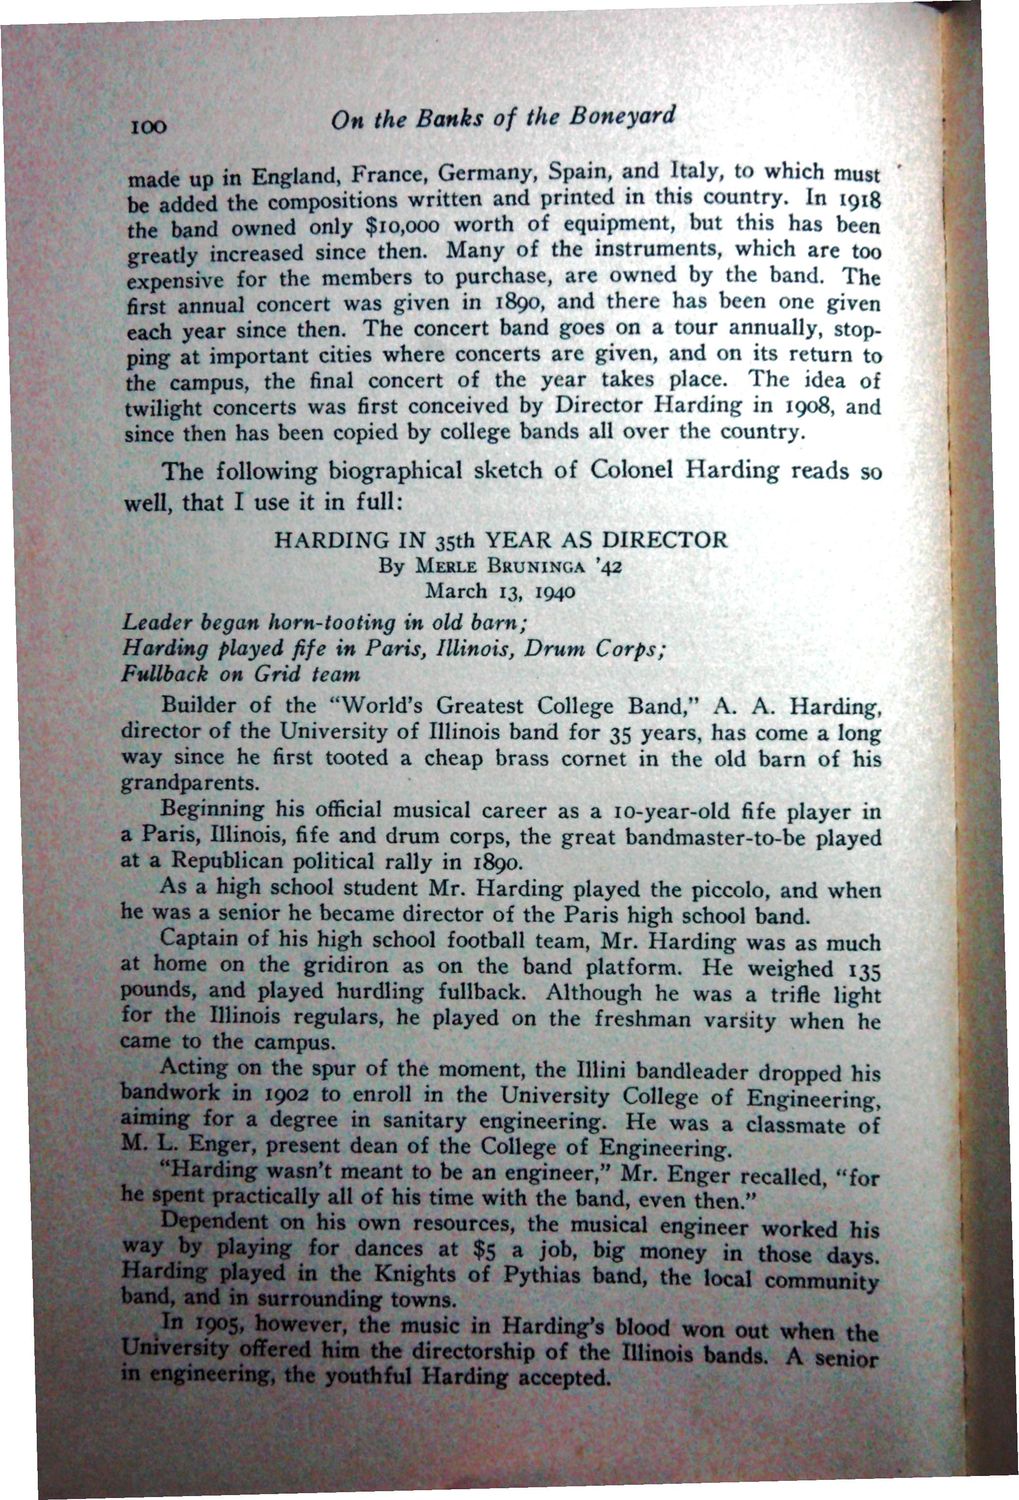 100 On the Banks of the Boneyard
made up in England, France, Germany, Spain, and Italy, to which must
be added the compositions written and printed in this country. In 1918
the band owned only $10,000 worth of equipment, but this has been
greatly increased since then. Many of the instruments, which are too
expensive for the members to purchase, are owned by the band. The
first annual concert was given in 1890, and there has been one given
each year since then. The concert band goes on a tour annually, stop-
ping at important cities where concerts are given, and on its return to
the campus, the final concert of the year takes place. The idea of
twilight concerts was first conceived by Director Harding in 1908, and
since then has been copied by college bands all over the country.
The following biographical sketch of Colonel Harding reads so
well, that I use it in full:
HARDING IN 35th YEAR AS DIRECTOR
By MERLE BRUNINGA '42
March 13, 1940
Leader began horn-tooting in old barn;
Harding played fife in Paris, Illinois, Drum Corps;
Fullback on Grid team
Builder of the "World's Greatest College Band," A. A. Harding,
director of the University of Illinois band for 35 years, has come a long
way since he first tooted a cheap brass cornet in the old barn of his
grandparents.
Beginning his official musical career as a 10-year-old fife player in
a Paris, Illinois, fife and drum corps, the great bandmaster-to-be played
at a Republican political rally in 1890.
As a high school student Mr. Harding played the piccolo, and when
he was a senior he became director of the Paris high school band.
Captain of his high school football team, Mr. Harding was as much
at home on the gridiron as on the band platform. He weighed 135
pounds, and played hurdling fullback. Although he was a trifle light
for the Illinois regulars, he played on the freshman varsity when he
came to the campus.
Acting on the spur of the moment, the Illini bandleader dropped his
bandwork in 1902 to enroll in the University College of Engineering,
aiming for a degree in sanitary engineering. He was a classmate of
M. L. Enger, present dean of the College of Engineering.
"Harding wasn't meant to be an engineer," Mr. Enger recalled, "for
he spent practically all of his time with the band, even then."
Dependent on his own resources, the musical engineer worked his
way by playing for dances at $5 a job, big money in those days.
Harding played in the Knights of Pythias band, the local community
band, and in surrounding towns.
In 1905, however, the music in Harding's blood won out when the
University offered him the directorship of the Illinois bands. A senior
in engineering, the youthful Harding accepted.